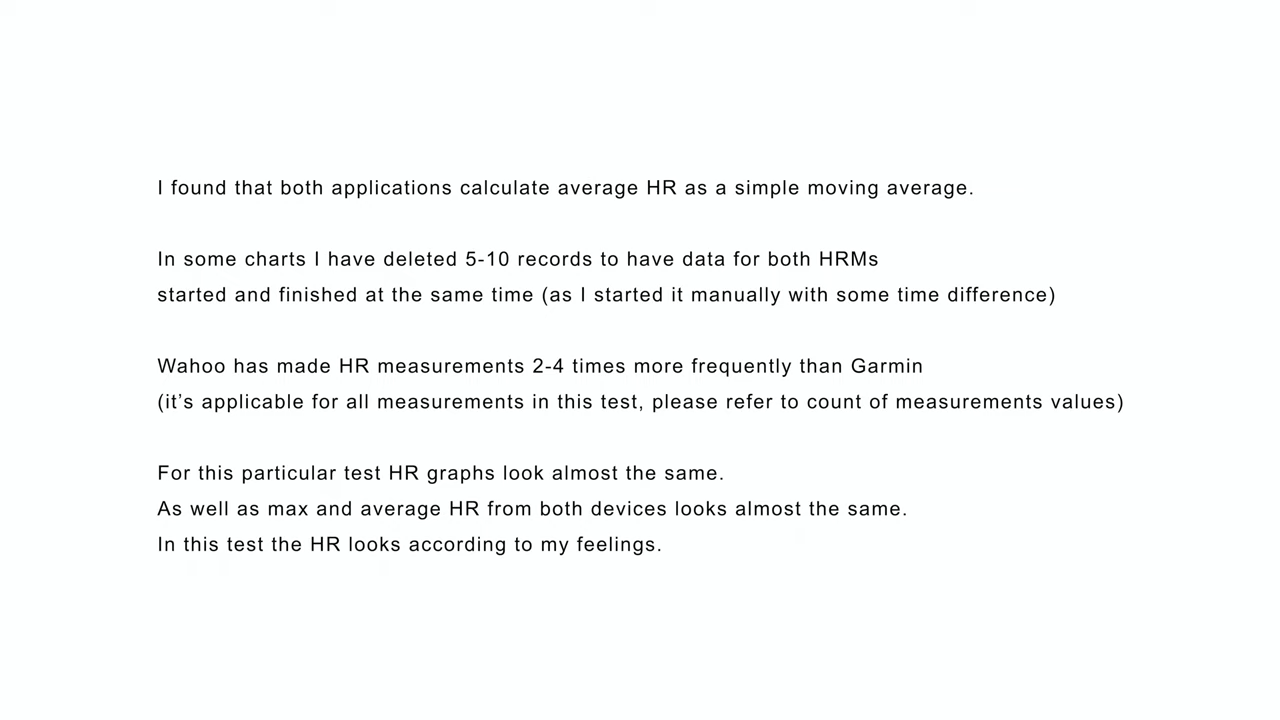 I found that both applications calculate average HR as a simple moving average.
In some charts I have deleted 5-10 records to have data for both HRMs
started and finished at the same time (as I started it manually with some time difference)
Wahoo has made HR measurements 2-4 times more frequently than Garmin
(it’s applicable for all measurements in this test, please refer to count of measurements values)
For this particular test HR graphs look almost the same.
As well as max and average HR from both devices looks almost the same.
In this test the HR looks according to my feelings.